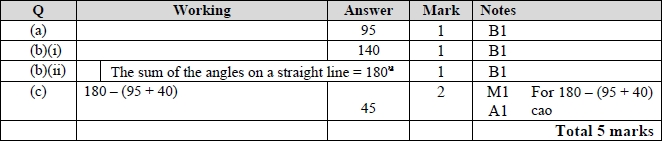 Q Working Answer Mark Notes
(a) 95 1 B1
(b)(i) 140 1 B1
(b)(ii) The sum of the angles on a straight line = 180 1 B1
(c) 180 – (95 + 40) 2 M1 For 180 – (95 + 40)
45 A1 cao
Total 5 marks